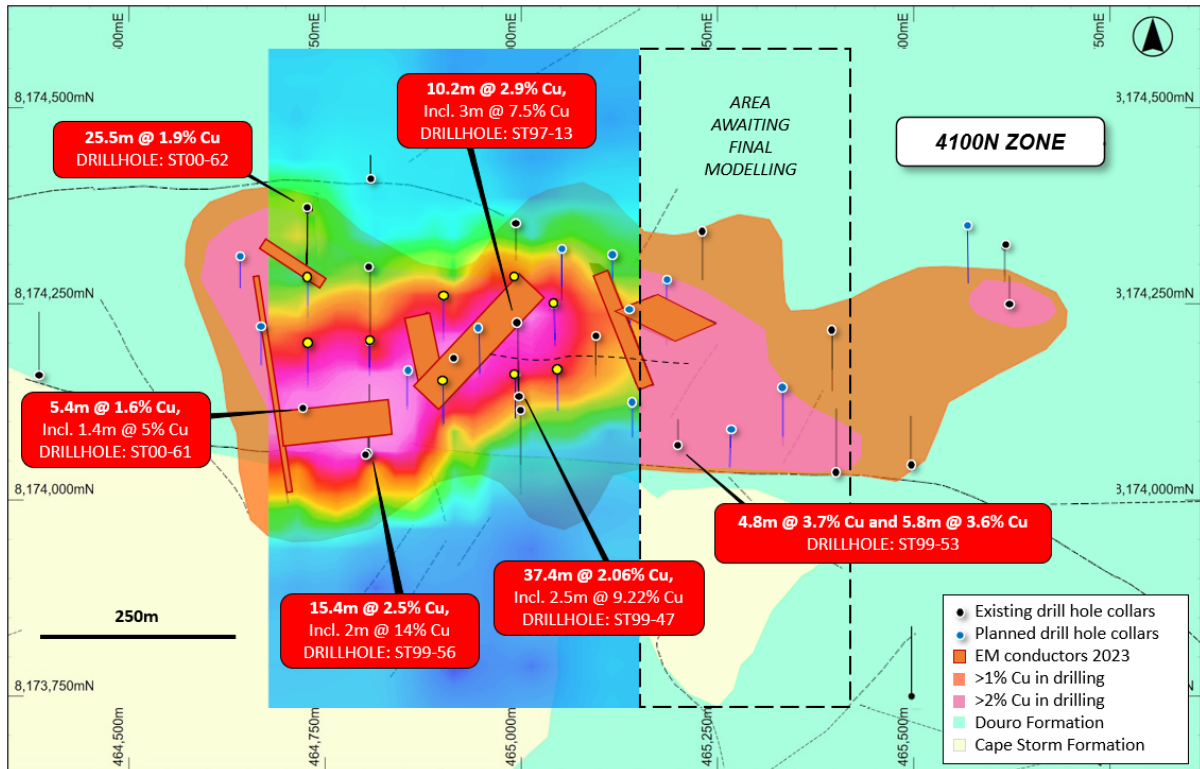 00mE
50mE
00mE
465,250mE
00mE
50mE
8,174,500mN
8,174,500mN
10.2m @ 2.9% Cu,
Incl. 3m @ 7.5% Cu
DRILLHOLE: ST97-13
AREA
AWAITING
FINAL
MODELLING
4100N ZONE
25.5m @ 1.9% Cu
DRILLHOLE: ST00-62
8,174,250mN
8,174,250mN
5.4m @ 1.6% Cu,
Incl. 1.4m @ 5% Cu
DRILLHOLE: ST00-61
8,174,000mN
8,174,000mN
4.8m @ 3.7% Cu and 5.8m @ 3.6% Cu
DRILLHOLE: ST99-53
37.4m @ 2.06% Cu,
Incl. 2.5m @ 9.22% Cu
DRILLHOLE: ST99-47
15.4m @ 2.5% Cu,
Incl. 2m @ 14% Cu
DRILLHOLE: ST99-56
250m
8,173,750mN
Existing drill hole collars
Planned drill hole collars
EM conductors 2023
>1% Cu in drilling
>2% Cu in drilling
Douro Formation
Cape Storm Formation
464,500mE
464,750mE
465,000mE
465,250mE
465,500mE